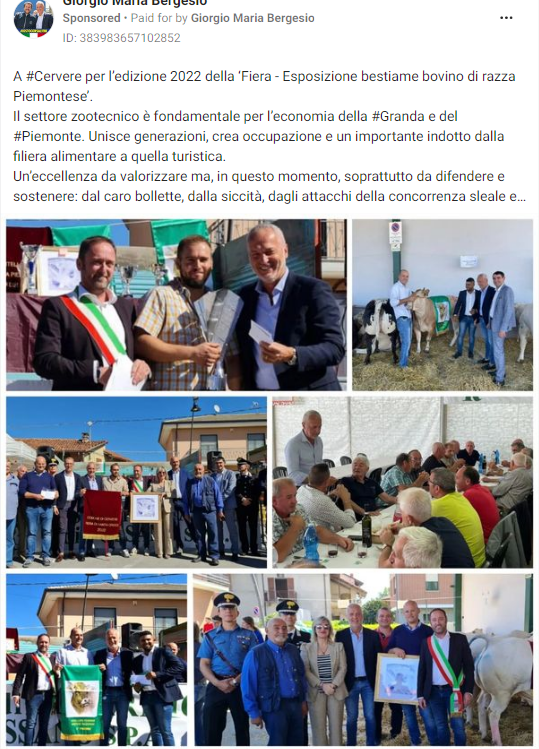 Giorgio Maria Bergesio
Sponsored • Paid for by Giorgio Maria Bergesio
ID: 383983657102852
A #Cervere per l’edizione 2022 della ‘Fiera - Esposizione bestiame bovino di razza
Piemontese’.
Il settore zootecnico è fondamentale per l’economia della #Granda e del
#Piemonte. Unisce generazioni, crea occupazione e un importante indotto dalla
filiera alimentare a quella turistica.
Un’eccellenza da valorizzare ma, in questo momento, soprattutto da difendere e
sostenere: dal caro bollette, dalla siccità, dagli attacchi della concorrenza sleale e...